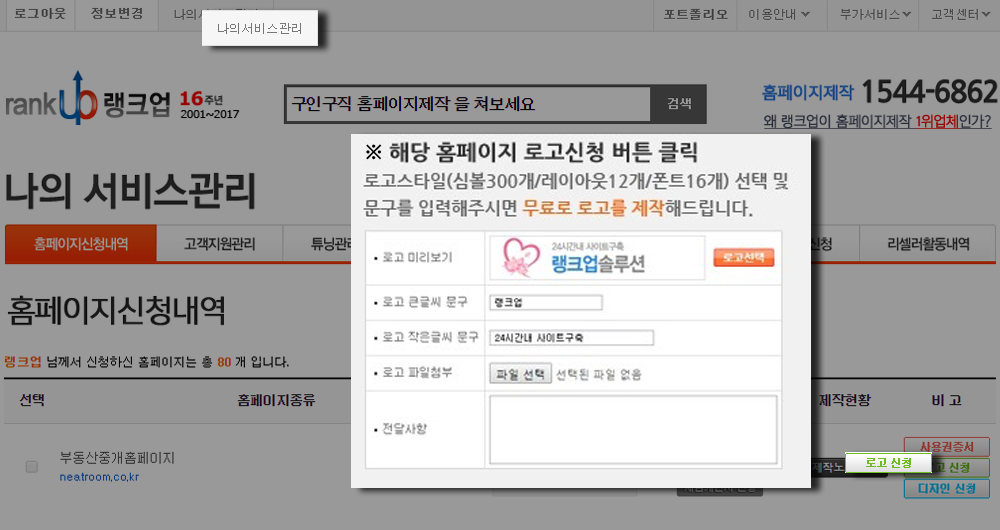 로그아웃 정보변경 나의서비스관리 포트폴리오 이용안내 부가서비스 고객센터
나의서비스관리
rankup 랭크업 16주년
2001~2017
구인구직 홈페이지제작 을 쳐보세요 검색
홈페이지제작 1544-6862
왜 랭크업이 홈페이지제작 1위업체인가?
나의 서비스관리
홈페이지신청내역 고객지원관리 튜닝관리 신청 리셀러활동내역
홈페이지신청내역
랭크업 님께서 신청하신 홈페이지는 총 80 개 입니다.
선택 홈페이지종류 제작현황 비 고
부동산중개홈페이지
neatroom.co.kr
제작노
사용권증서
로고 신청
고 신청
디자인 신청
※ 해당 홈페이지 로고신청 버튼 클릭
로고스타일(심볼300개/레이아웃12개/폰트16개) 선택 및
문구를 입력해주시면 무료로 로고를 제작해드립니다.
• 로고 미리보기 24시간내 사이트구축
랭크업솔루션 로고선택
• 로고 큰글씨 문구 랭크업
• 로고 작은글씨 문구 24시간내 사이트구축
• 로고 파일첨부 파일 선택 선택된 파일 없음
• 전달사항